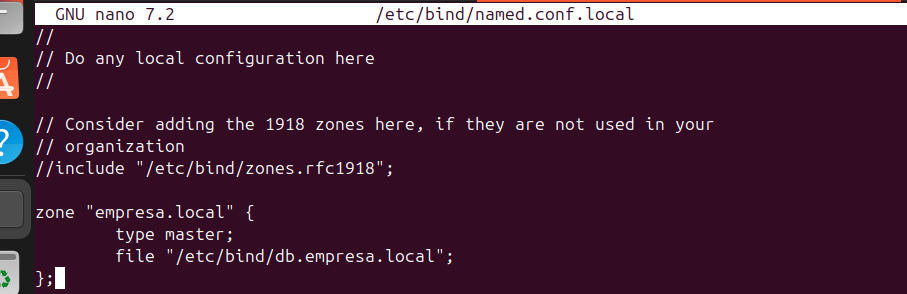 GNU nano 7.2 /etc/bind/named.conf.local
//
// Do any local configuration here
//
// Consider adding the 1918 zones here, if they are not used in your
// organization
//include "/etc/bind/zones.rfc1918";
zone "empresa.local" {
        type master;
        file "/etc/bind/db.empresa.local";
};